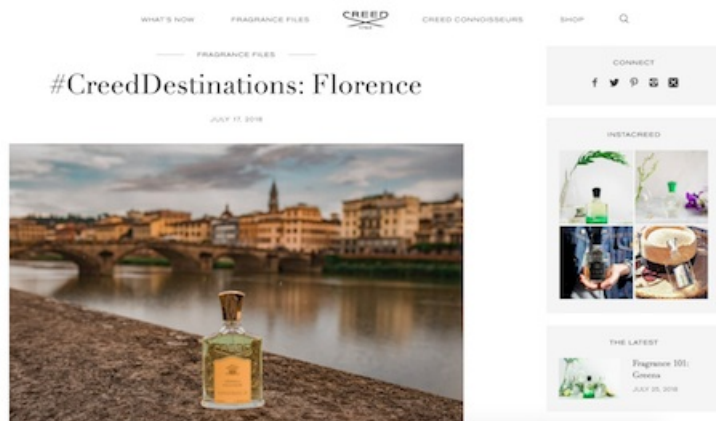 WHAT'S NOW
FRAGRANCE FILES
CREED
CREED CONNOISSEURS
SHOP
FRAGRANCE FILES
#CreedDestinations: Florence
JULY 17, 2018
CONNECT
INSTACREED
THE LATEST
Fragrance 101:
Greens
JULY 25, 2018